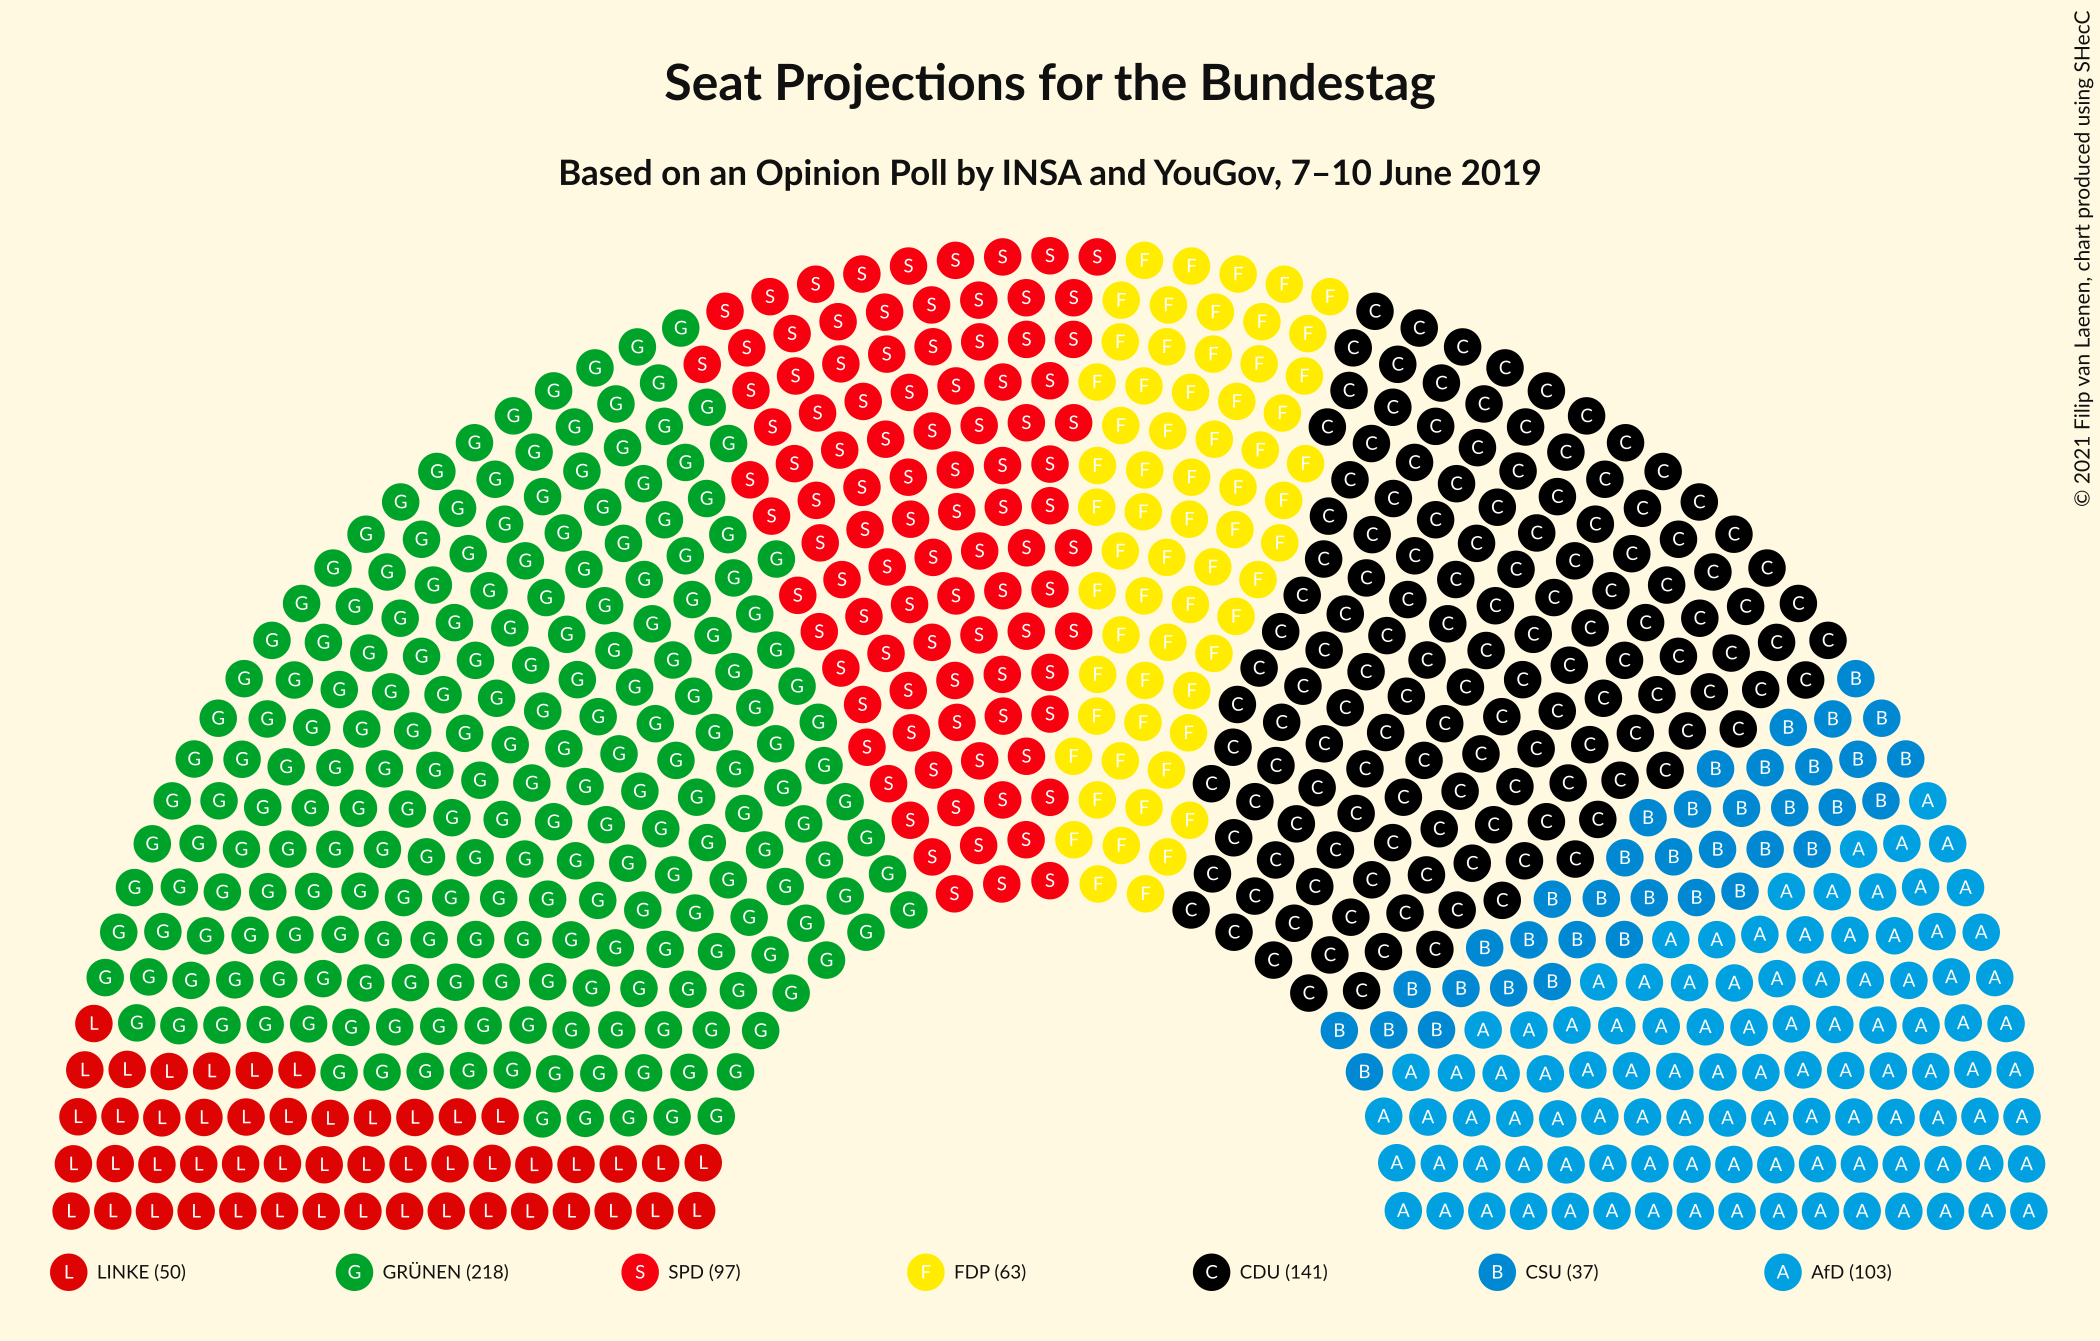 Seat Projections for the Bundestag
Based on an Opinion Poll by INSA and YouGov, 7–10 June 2019
© 2021 Filip van Laenen, chart produced using SHecC
L LINKE (50) G GRÜNEN (218) S SPD (97) F FDP (63) C CDU (141) B CSU (37) A AfD (103)